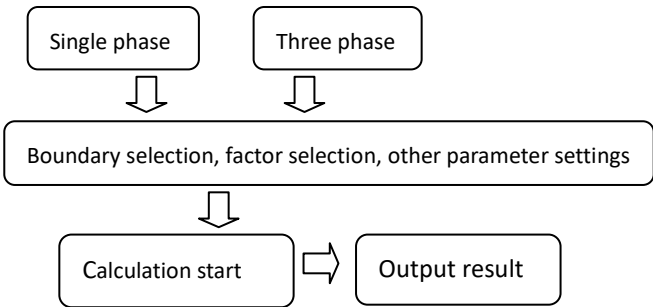 Single phase
Three phase
Boundary selection, factor selection, other parameter settings
Calculation start
Output result